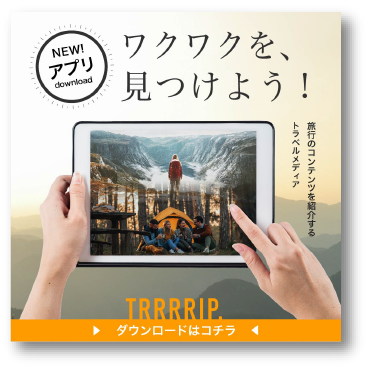 NEW!
アプリ
download
ワクワクを、
見つけよう！
旅行のコンテンツを紹介する
トラベルメディア
TRRRRIP.
ダウンロードはコチラ